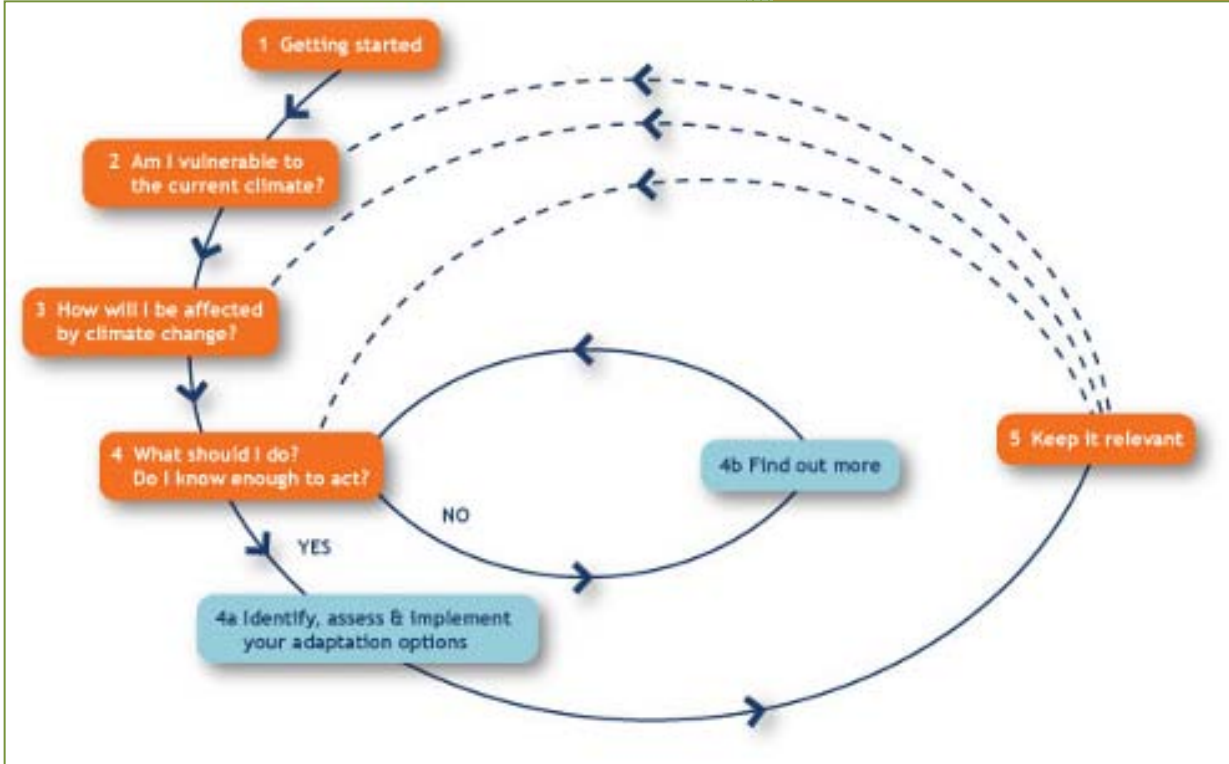 1 Getting started
2 Am I vulnerable to
the current climate?
3 How will I be affected
by climate change?
4 What should I do?
Do I know enough to act?
NO
4b Find out more
YES
4a Identify, assess & implement
your adaptation options
5 Keep it relevant